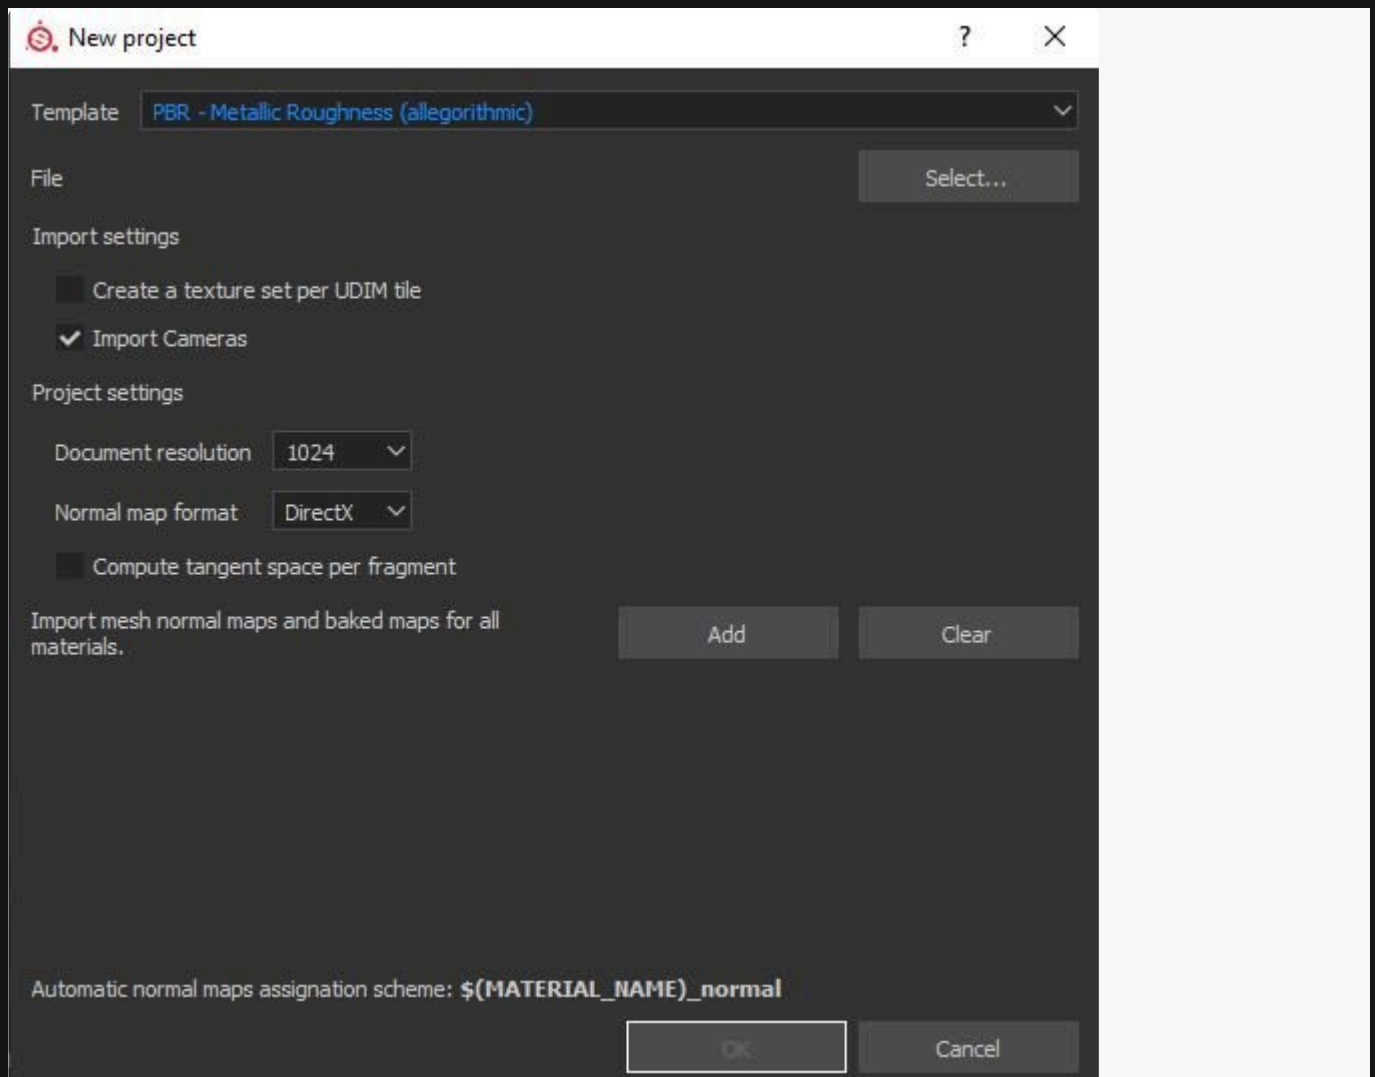 New project
?
Template PBR - Metallic Roughness (allegorithmic)
File Select...
Import settings
Create a texture set per UDIM tile
Import Cameras
Project settings
Document resolution 1024
Normal map format DirectX
Compute tangent space per fragment
Import mesh normal maps and baked maps for all
materials.
Add Clear
Automatic normal maps assignation scheme: $(MATERIAL_NAME)_normal
OK Cancel